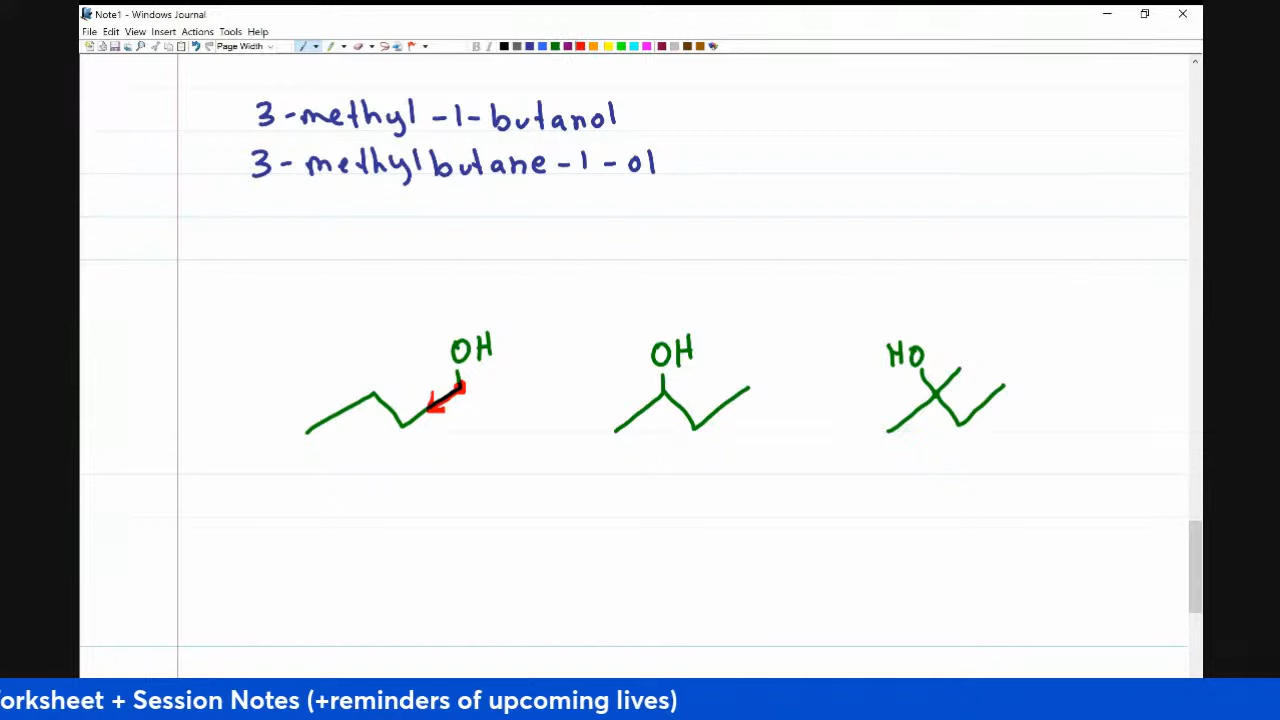 Note1 - Windows Journal
File Edit View Insert Actions Tools Help
Page Width B I
3-methyl-1-butanol
3-methylbutane-1-ol
OH OH HO
orksheet + Session Notes (+reminders of upcoming lives)